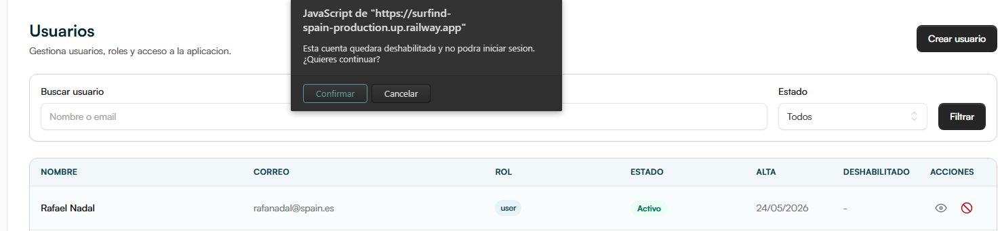 JavaScript de "https://surfind-
spain-production.up.railway.app"
Esta cuenta quedara deshabilitada y no podra iniciar sesion.
¿Quieres continuar?
Confirmar Cancelar
Usuarios
Gestiona usuarios, roles y acceso a la aplicacion.
Crear usuario
Buscar usuario
Nombre o email
Estado
Todos
Filtrar
NOMBRE CORREO ROL ESTADO ALTA DESHABILITADO ACCIONES
Rafael Nadal rafanadal@spain.es user Activo 24/05/2026 -